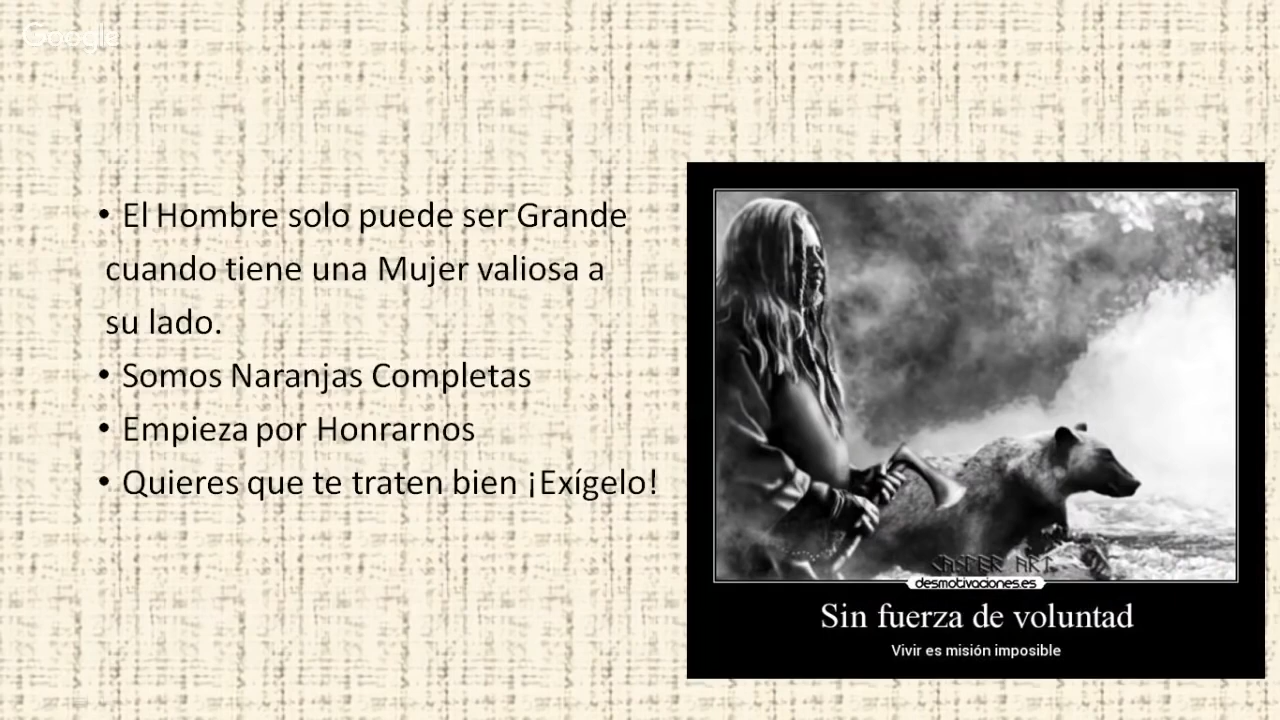 Google
• El Hombre solo puede ser Grande
cuando tiene una Mujer valiosa a
su lado.
• Somos Naranjas Completas
• Empieza por Honrarnos
• Quieres que te traten bien ¡Exígelo!
desmotivaciones.es
Sin fuerza de voluntad
Vivir es misión imposible